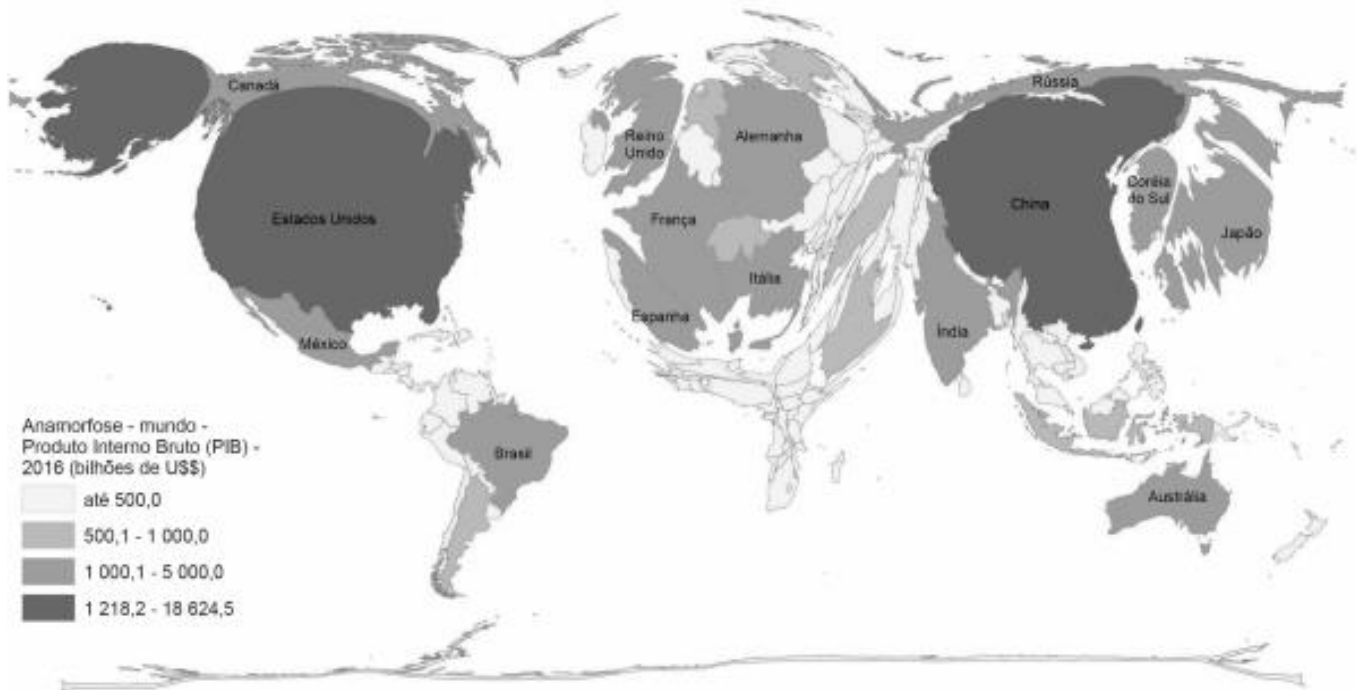 Canadá
Rússia
Reino
Unido
Alemanha
Coréia
do Sul
Estados Unidos
França
China
Japão
Itália
Espanha
Índia
México
Brasil
Austrália
Anamorfose - mundo -
Produto Interno Bruto (PIB) -
2016 (bilhões de U$$)
até 500,0
500,1 - 1 000,0
1 000,1 - 5 000,0
1 218,2 - 18 624,5